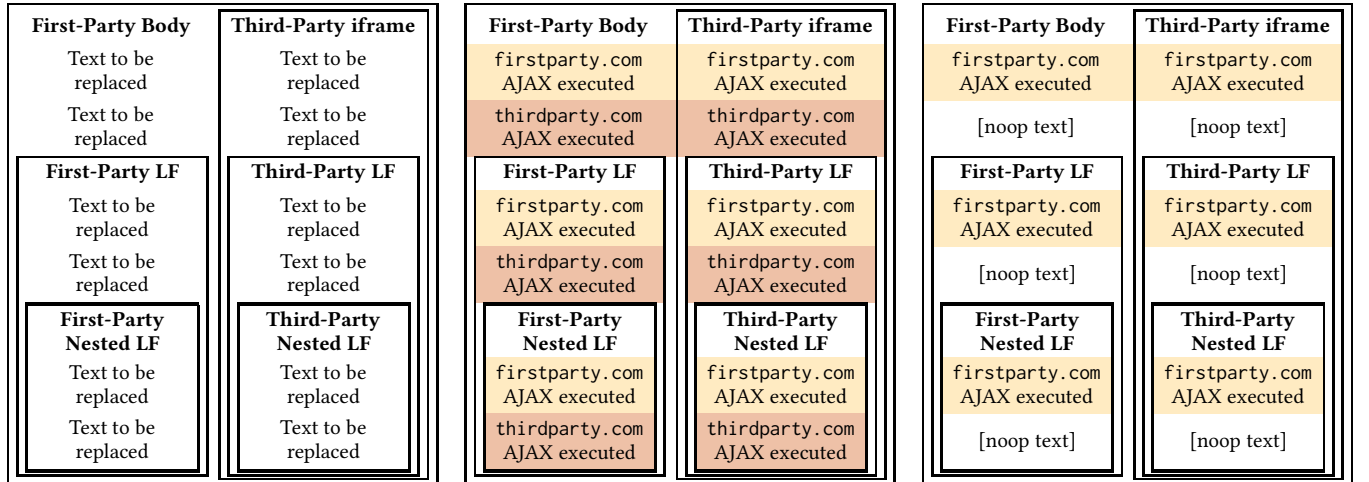 First-Party Body
Text to be
replaced
Text to be
replaced
First-Party LF
Text to be
replaced
Text to be
replaced
First-Party
Nested LF
Text to be
replaced
Text to be
replaced
Third-Party iframe
Text to be
replaced
Text to be
replaced
Third-Party LF
Text to be
replaced
Text to be
replaced
Third-Party
Nested LF
Text to be
replaced
Text to be
replaced
First-Party Body
firstparty.com
AJAX executed
thirdparty.com
AJAX executed
First-Party LF
firstparty.com
AJAX executed
thirdparty.com
AJAX executed
First-Party
Nested LF
firstparty.com
AJAX executed
thirdparty.com
AJAX executed
Third-Party iframe
firstparty.com
AJAX executed
thirdparty.com
AJAX executed
Third-Party LF
firstparty.com
AJAX executed
thirdparty.com
AJAX executed
Third-Party
Nested LF
firstparty.com
AJAX executed
thirdparty.com
AJAX executed
First-Party Body
firstparty.com
AJAX executed
[noop text]
First-Party LF
firstparty.com
AJAX executed
[noop text]
First-Party
Nested LF
firstparty.com
AJAX executed
[noop text]
Third-Party iframe
firstparty.com
AJAX executed
[noop text]
Third-Party LF
firstparty.com
AJAX executed
[noop text]
Third-Party
Nested LF
firstparty.com
AJAX executed
[noop text]